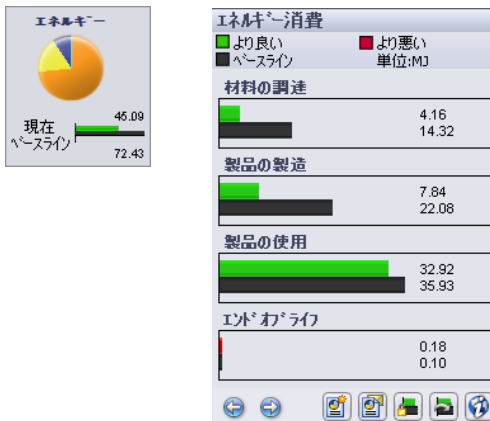 エネルギー
現在 45.09
ベースライン 72.43
エネルギー消費
より良い より悪い
ベースライン 単位:MJ
材料の調達
4.16
14.32
製品の製造
7.84
22.08
製品の使用
32.92
35.93
エンド オブ ライフ
0.18
0.10